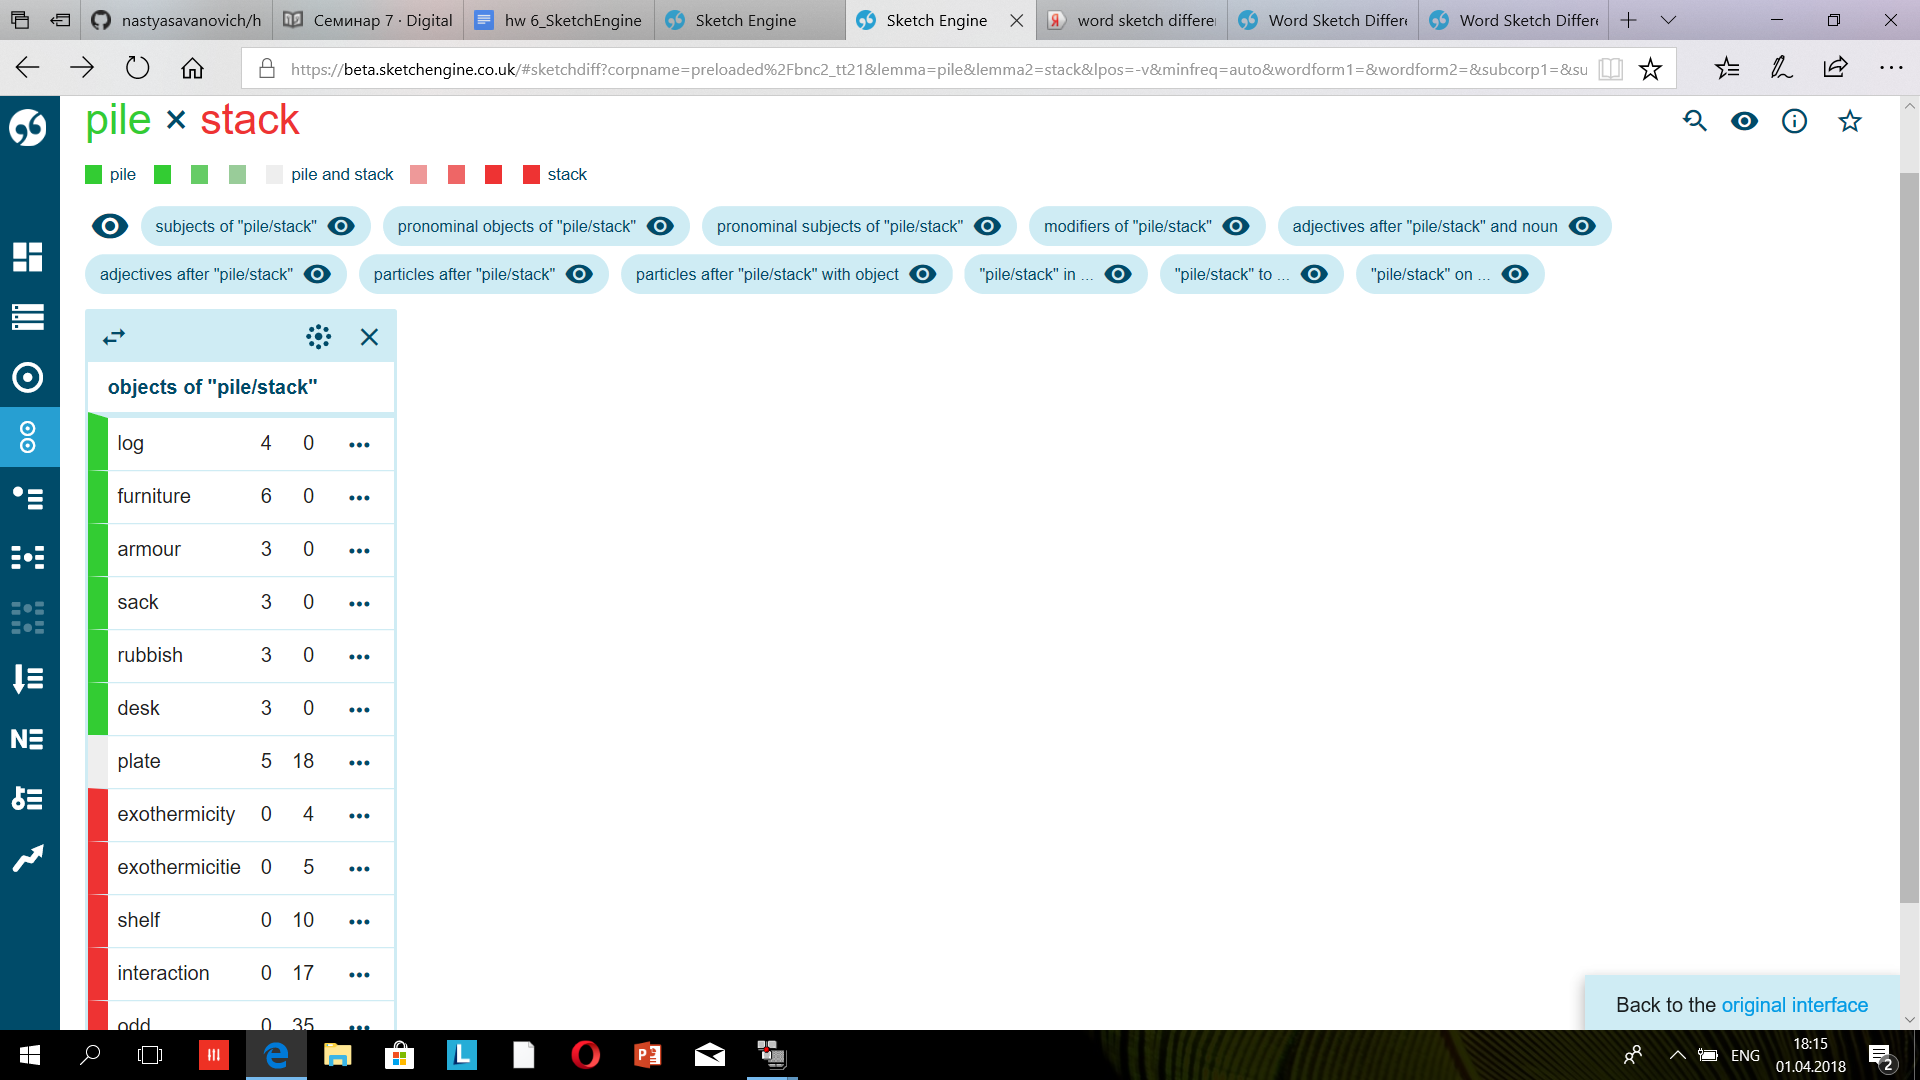 nastyasavanovich/h
Семинар 7 · Digital
hw 6_SketchEngine
Sketch Engine
Sketch Engine
word sketch differe
Word Sketch Differe
Word Sketch Differe
https://beta.sketchengine.co.uk/#sketchdiff?corpname=preloaded%2Fbnc2_tt21&lemma=pile&lemma2=stack&lpos=-v&minfreq=auto&wordform1=&wordform2=&subcorp1=&su
pile × stack
pile
pile and stack
stack
subjects of "pile/stack"
pronominal objects of "pile/stack"
pronominal subjects of "pile/stack"
modifiers of "pile/stack"
adjectives after "pile/stack" and noun
adjectives after "pile/stack"
particles after "pile/stack"
particles after "pile/stack" with object
"pile/stack" in ...
"pile/stack" to ...
"pile/stack" on ...
objects of "pile/stack"
log 4 0
furniture 6 0
armour 3 0
sack 3 0
rubbish 3 0
desk 3 0
plate 5 18
exothermicity 0 4
exothermicitie 0 5
shelf 0 10
interaction 0 17
odd 0 35
Back to the original interface
ENG
18:15
01.04.2018
2